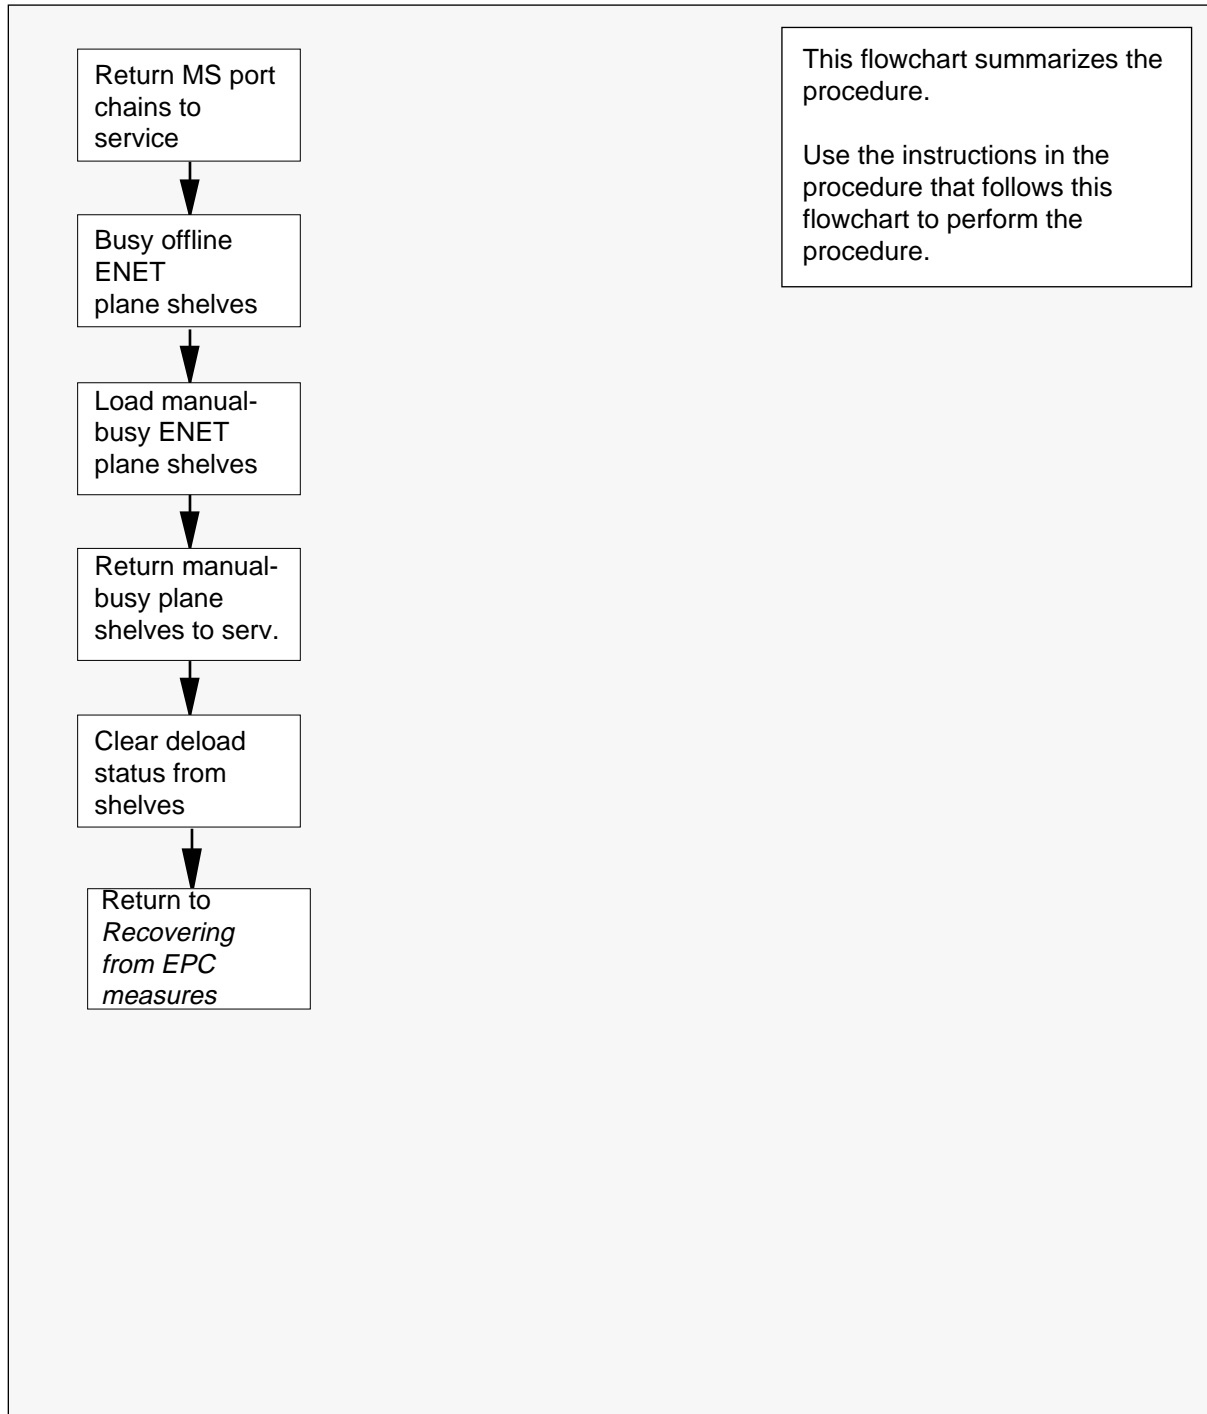 Return MS port
chains to
service
Busy offline
ENET
plane shelves
Load manual-
busy ENET
plane shelves
Return manual-
busy plane
shelves to serv.
Clear deload
status from
shelves
Return to
Recovering
from EPC
measures
This flowchart summarizes the
procedure.
Use the instructions in the
procedure that follows this
flowchart to perform the
procedure.